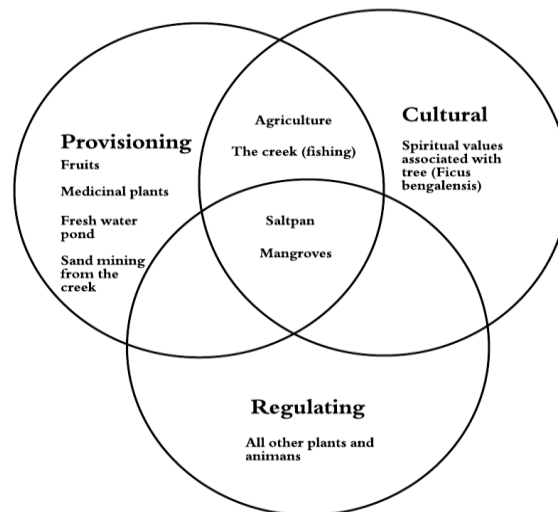 Provisioning
Fruits
Medicinal plants
Fresh water
pond
Sand mining
from the
creek
Agriculture
The creek (fishing)
Cultural
Spiritual values
associated with
tree (Ficus
bengalensis)
Saltpan
Mangroves
Regulating
All other plants and
animans